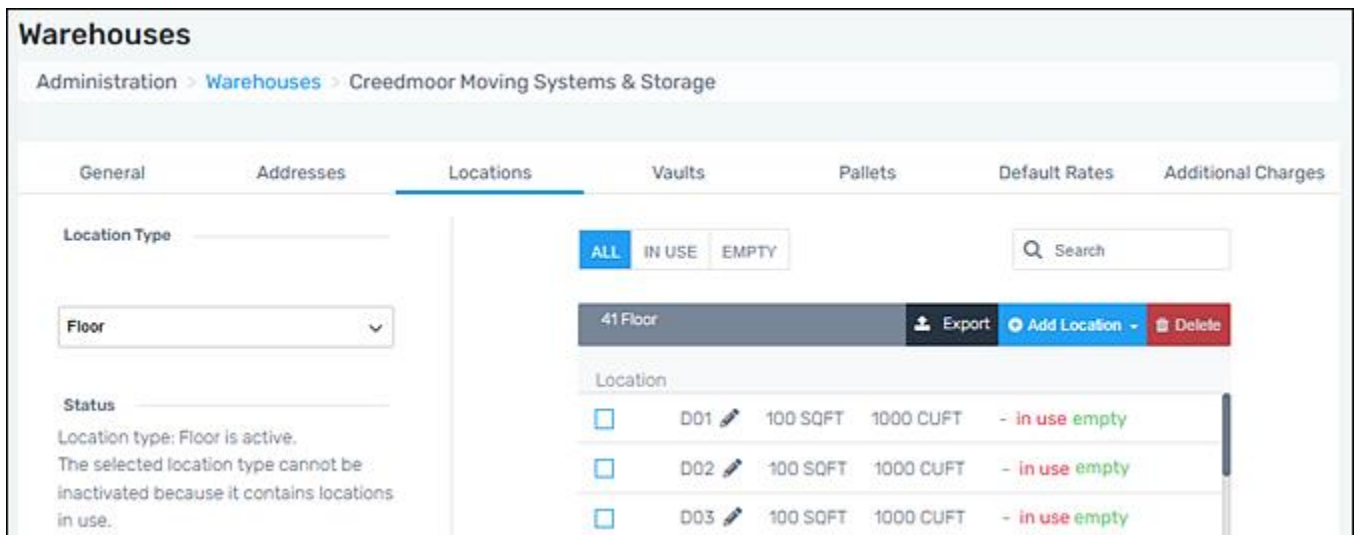 Warehouses
Administration > Warehouses > Creedmoor Moving Systems & Storage
General Addresses Locations Vaults Pallets Default Rates Additional Charges
Location Type
Floor
Status
Location type: Floor is active.
The selected location type cannot be
inactivated because it contains locations
in use.
ALL IN USE EMPTY
Search
41 Floor Export Add Location Delete
Location
D01 100 SQFT 1000 CUFT - in use empty
D02 100 SQFT 1000 CUFT - in use empty
D03 100 SQFT 1000 CUFT - in use empty